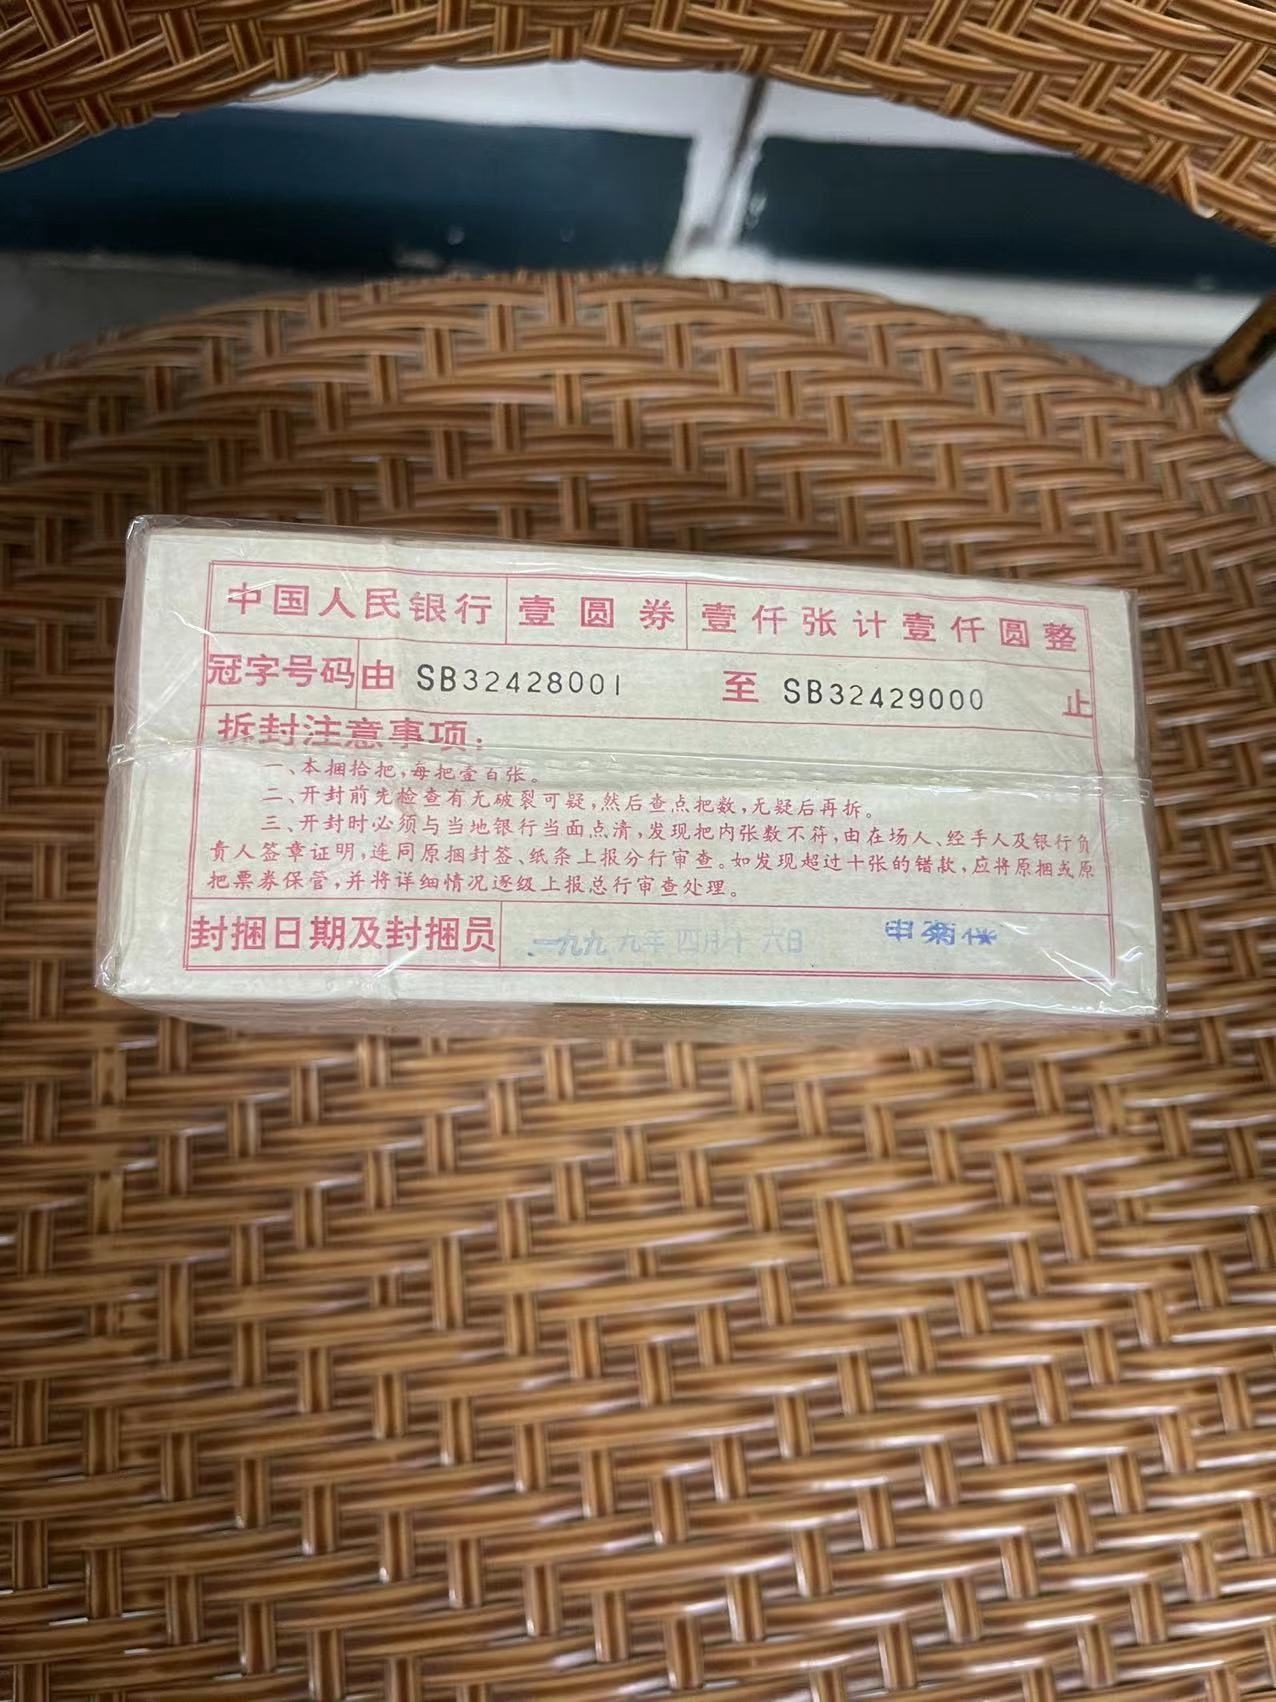 中国人民银行 壹圆券 壹仟张计壹仟圆整
冠字号码 由 SB32428001 至 SB32429000 止
拆封注意事项：
一、本捆拾把，每把壹百张。
二、开封前先检查有无破裂可疑，然后查点把数，无疑后再拆。
三、开封时必须与当地银行当面点清，发现把内张数不符，由在场人、经手人及银行负
责人签章证明，连同原捆封签、纸条上报分行审查。如发现超过十张的错款，应将原捆或原
把票券保管，并将详细情况逐级上报总行审查处理。
封捆日期及封捆员 一九九九年四月十六日